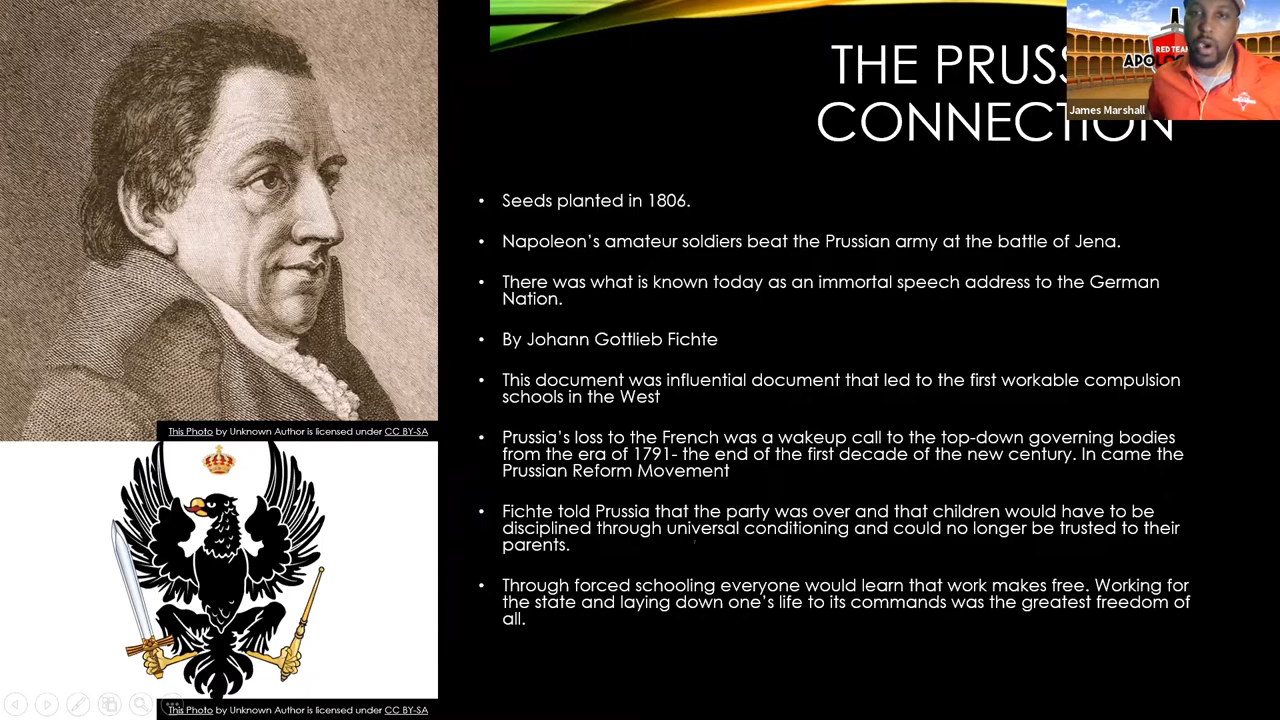 THE PRUSS
CONNECTION
RED TEA
APO
James Marshall
• Seeds planted in 1806.
• Napoleon’s amateur soldiers beat the Prussian army at the battle of Jena.
• There was what is known today as an immortal speech address to the German
Nation.
• By Johann Gottlieb Fichte
• This document was influential document that led to the first workable compulsion
schools in the West
• Prussia’s loss to the French was a wakeup call to the top-down governing bodies
from the era of 1791- the end of the first decade of the new century. In came the
Prussian Reform Movement
• Fichte told Prussia that the party was over and that children would have to be
disciplined through universal conditioning and could no longer be trusted to their
parents.
• Through forced schooling everyone would learn that work makes free. Working for
the state and laying down one’s life to its commands was the greatest freedom of
all.
This Photo by Unknown Author is licensed under CC BY-SA
This Photo by Unknown Author is licensed under CC BY-SA